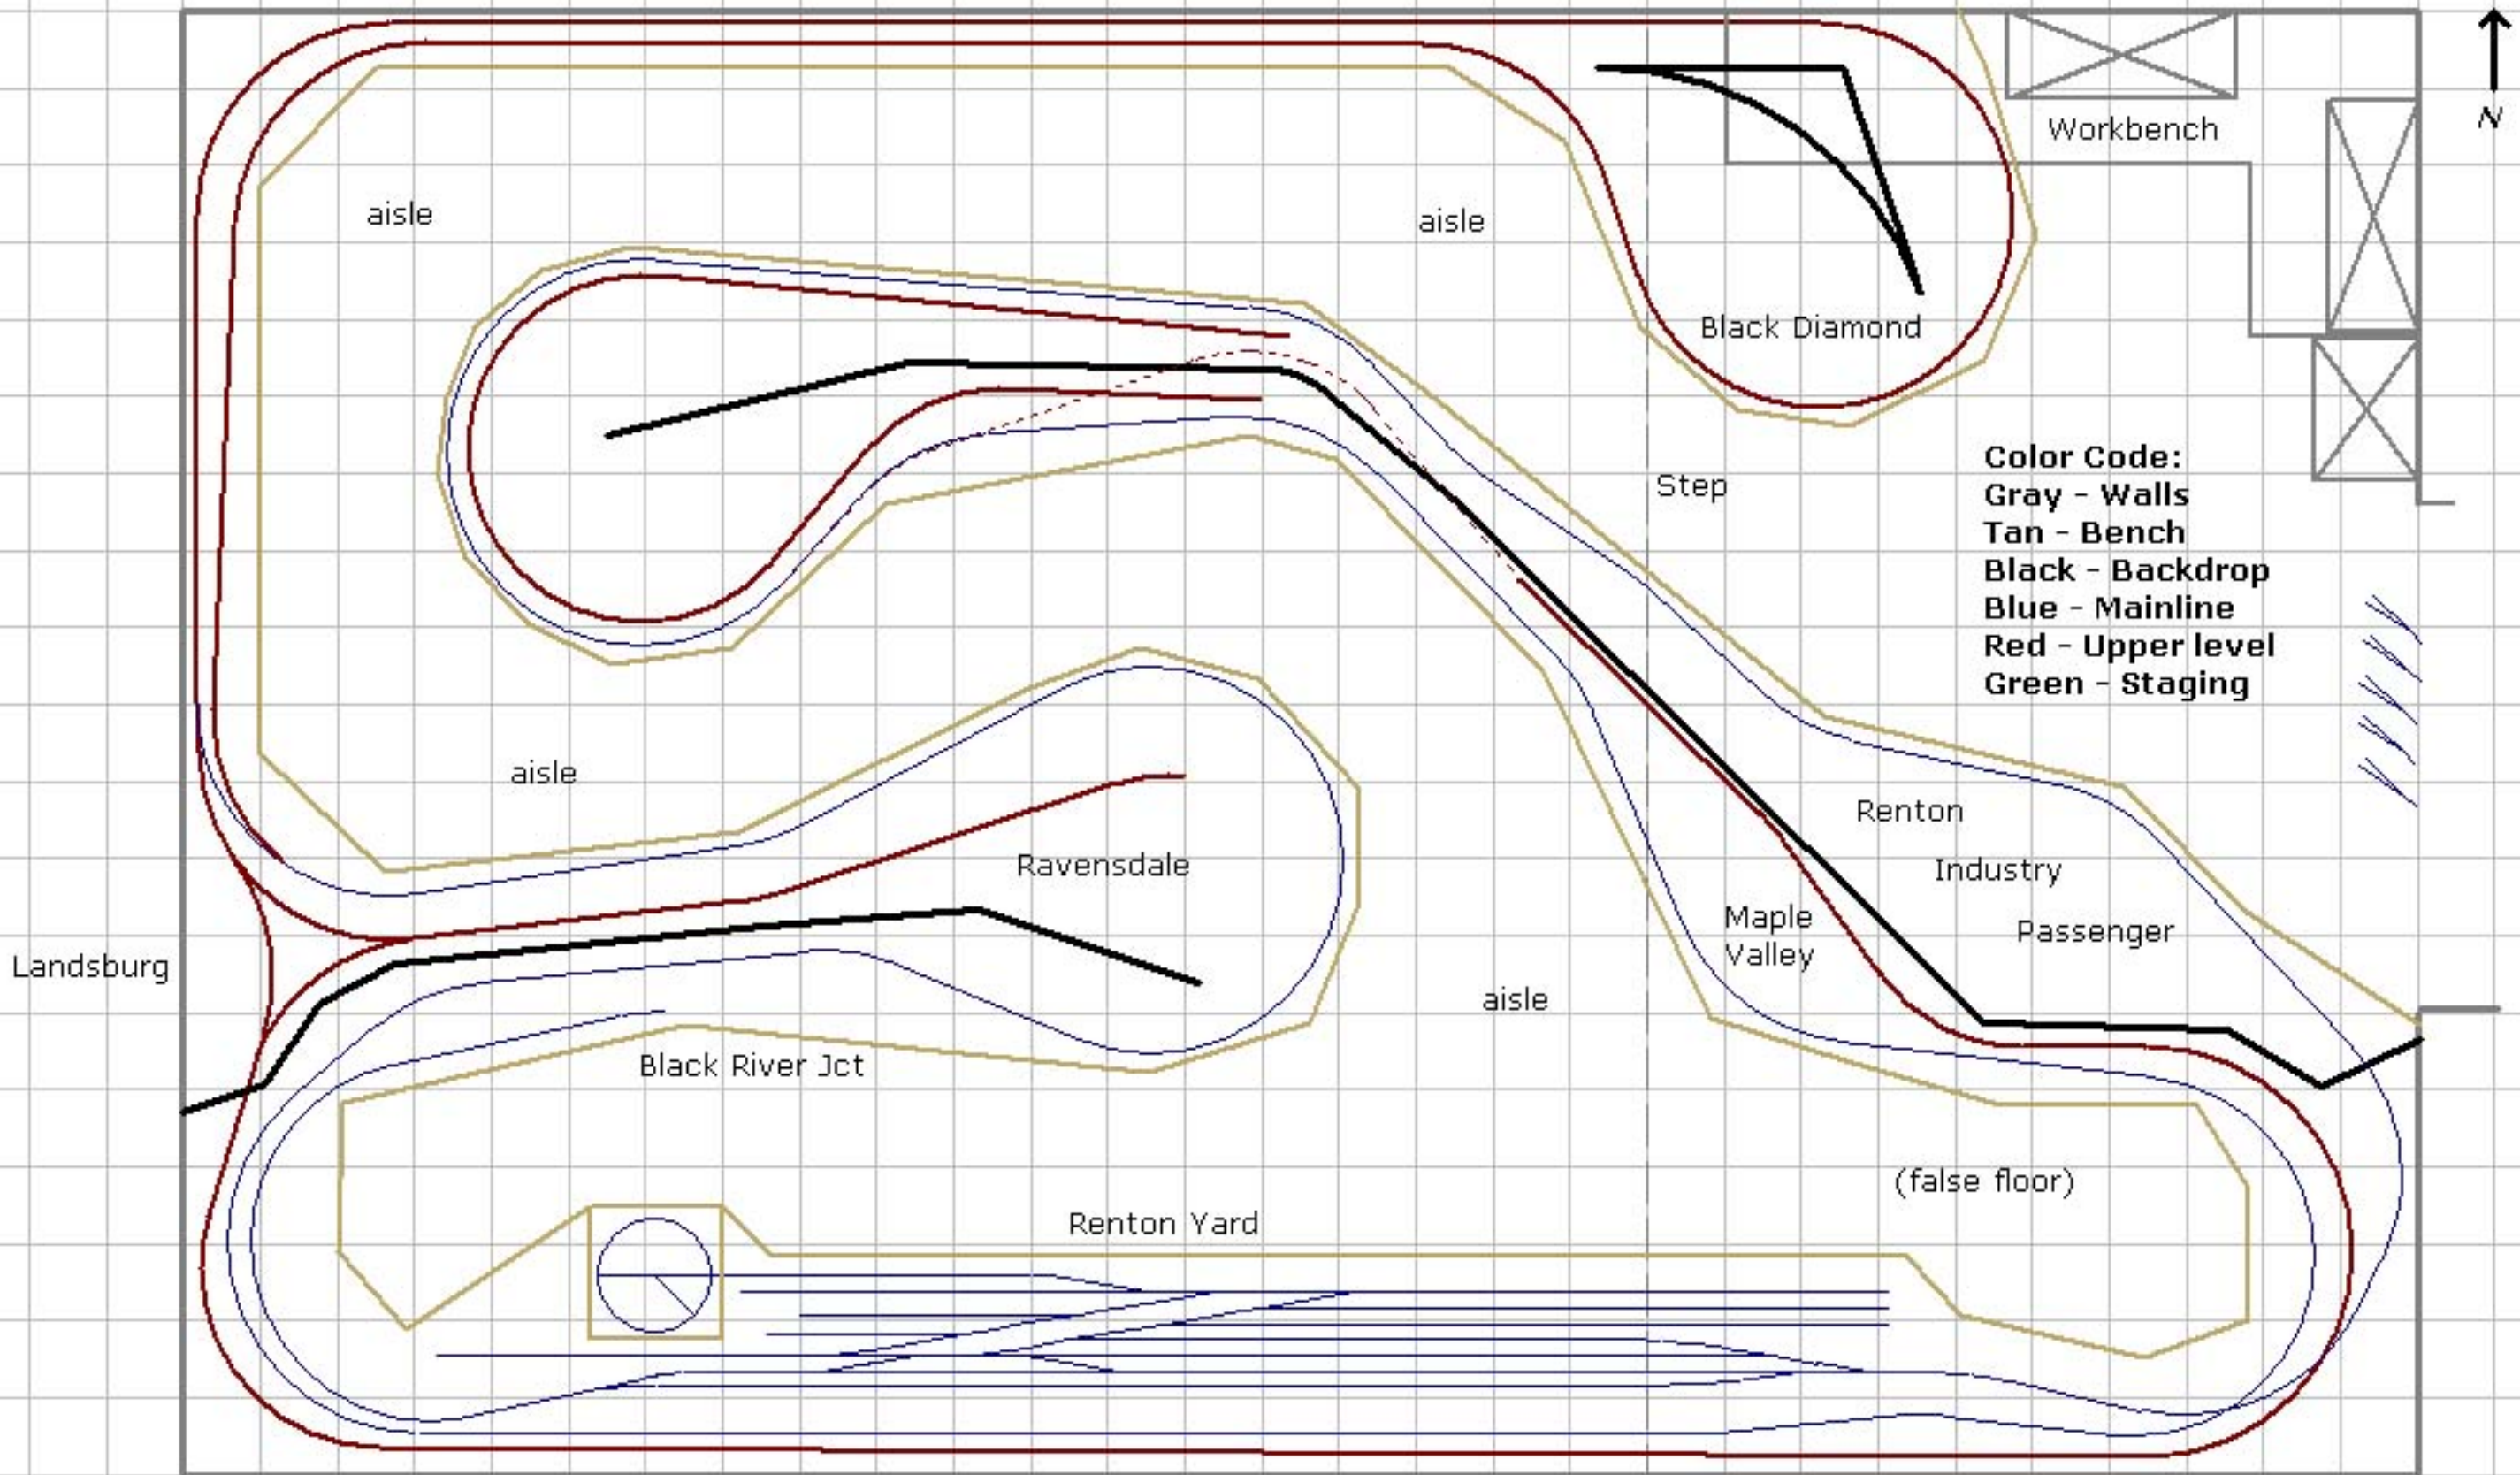 N
Workbench
aisle
aisle
Black Diamond
Step
Color Code:
Gray - Walls
Tan - Bench
Black - Backdrop
Blue - Mainline
Red - Upper level
Green - Staging
aisle
Renton
Ravensdale
Industry
Maple
Valley
Passenger
Landsburg
aisle
Black River Jct
(false floor)
Renton Yard